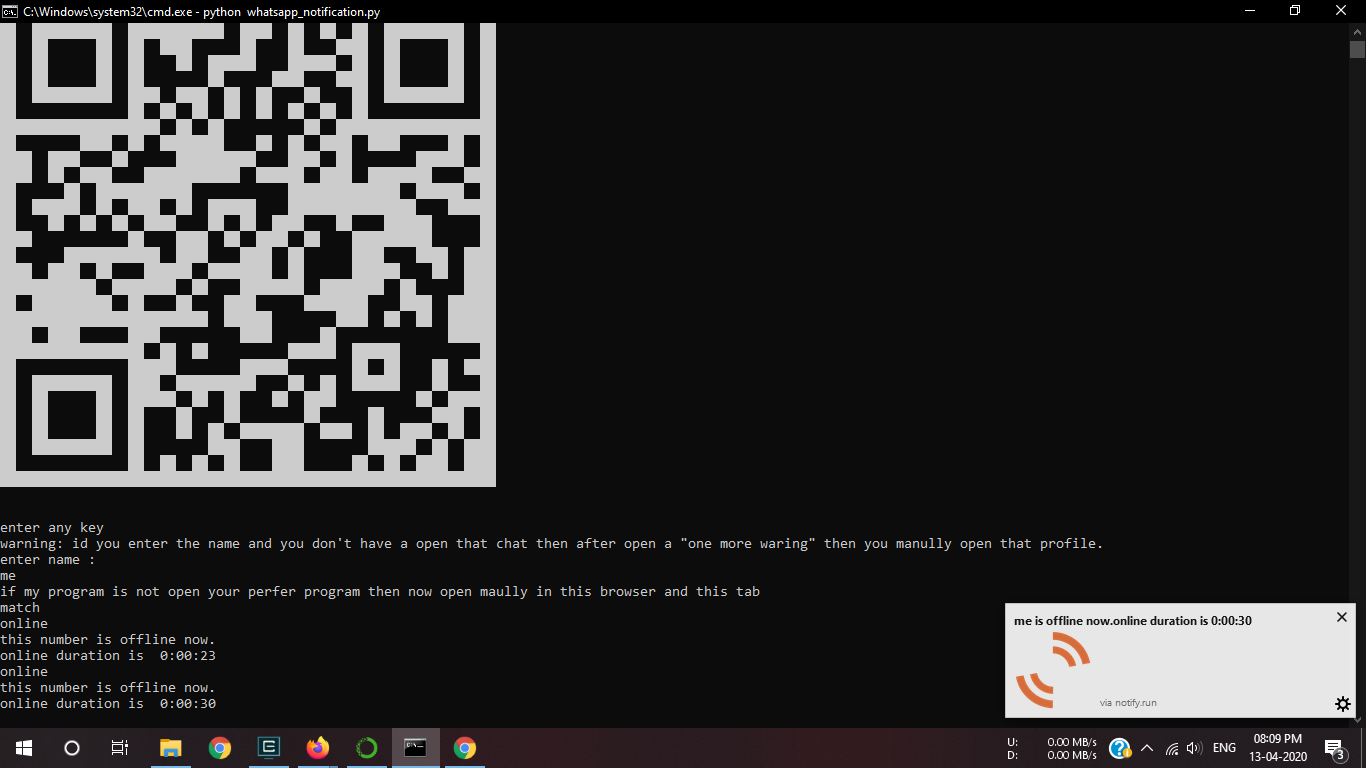 C:\Windows\system32\cmd.exe - python  whatsapp_notification.py
enter any key
warning: id you enter the name and you don't have a open that chat then after open a "one more waring" then you manully open that profile.
enter name :
me
if my program is not open your perfer program then now open maully in this browser and this tab
match
online
this number is offline now.
online duration is  0:00:23
online
this number is offline now.
online duration is  0:00:30
me is offline now.online duration is 0:00:30
via notify.run
U: 0.00 MB/s
D: 0.00 MB/s
ENG
08:09 PM
13-04-2020
3